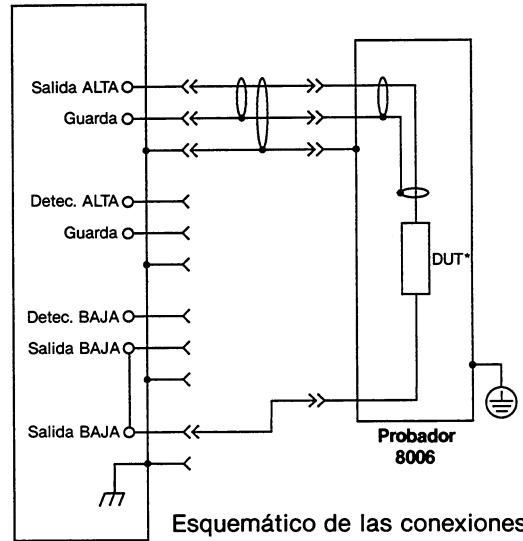 Salida ALTA
Guarda
Detec. ALTA
Guarda
Detec. BAJA
Salida BAJA
Salida BAJA
DUT*
Probador
8006
Esquemático de las conexiones